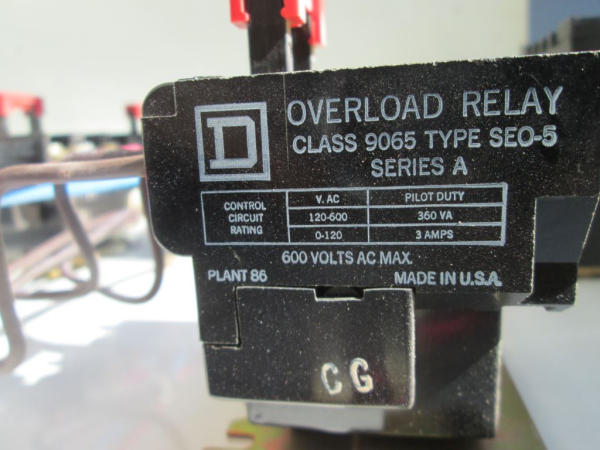 D
OVERLOAD RELAY
CLASS 9065 TYPE SEO-5
SERIES A
CONTROL CIRCUIT RATING
V. AC PILOT DUTY
120-600 360 VA
0-120 3 AMPS
600 VOLTS AC MAX.
PLANT 86 MADE IN U.S.A.
CG